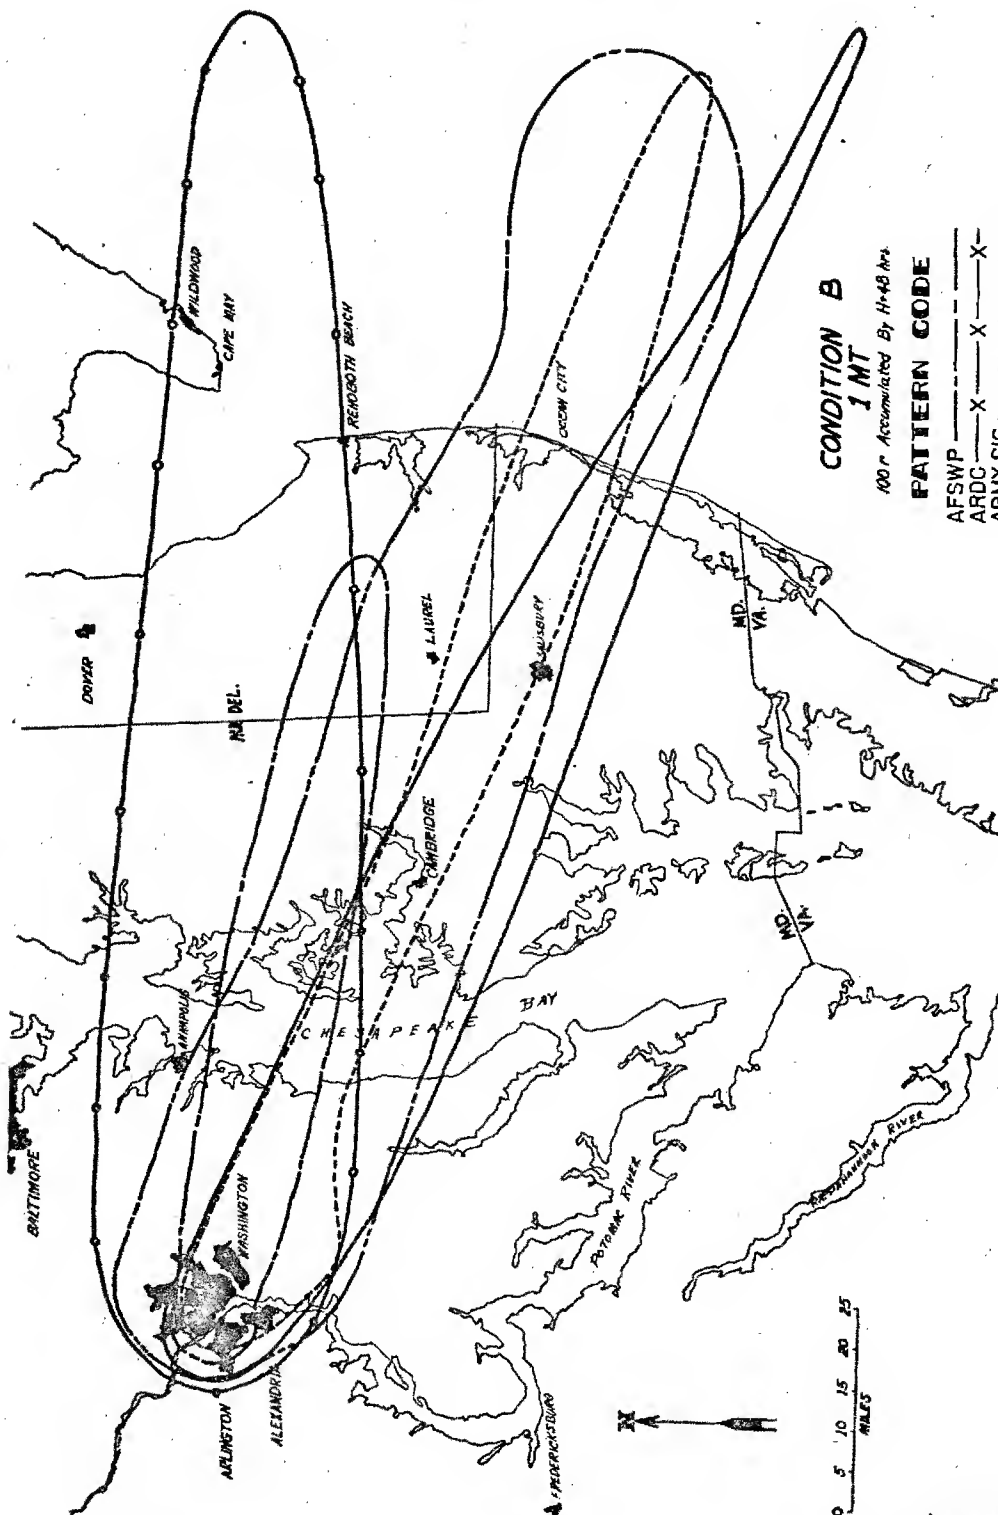 BALTIMORE
DOVER
WILDWOOD
CAPE MAY
ANNAPOLIS
DEL.
WASHINGTON
REHOBOTH BEACH
ARLINGTON
ALEXANDRIA
CHESAPEAKE
BAY
CAMBRIDGE
LAUREL
OCEAN CITY
SALISBURY
FREDERICKSBURG
POTOMAC RIVER
MD.
VA.
MD.
VA.
RAPPAHANNOCK RIVER
N
0 5 10 15 20 25
MILES
CONDITION B
1 MT
100 r Accumulated By H+48 hrs.
PATTERN CODE
AFSWP
ARDC X X X
ARMY SIG.